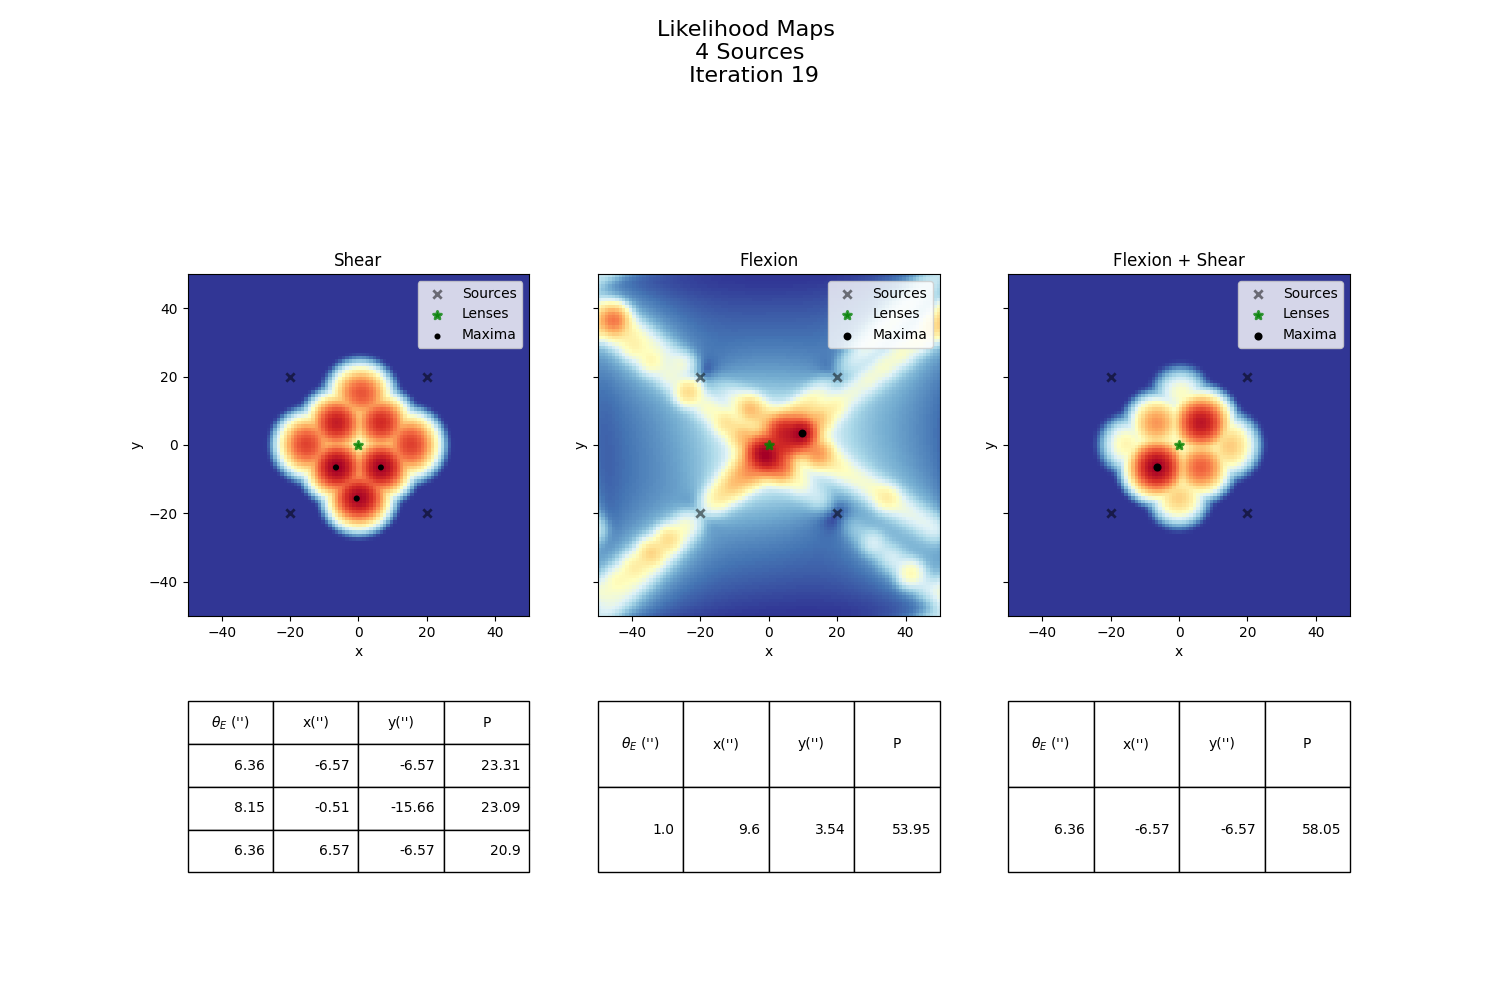 Likelihood Maps
4 Sources
Iteration 19
Shear
Sources
Lenses
Maxima
40
20
0
−20
−40
y
−40 −20 0 20 40
x
Flexion
Sources
Lenses
Maxima
y
−40 −20 0 20 40
x
Flexion + Shear
Sources
Lenses
Maxima
y
−40 −20 0 20 40
x
θ_E ('') x('') y('') P
6.36 -6.57 -6.57 23.31
8.15 -0.51 -15.66 23.09
6.36 6.57 -6.57 20.9
θ_E ('') x('') y('') P
1.0 9.6 3.54 53.95
θ_E ('') x('') y('') P
6.36 -6.57 -6.57 58.05